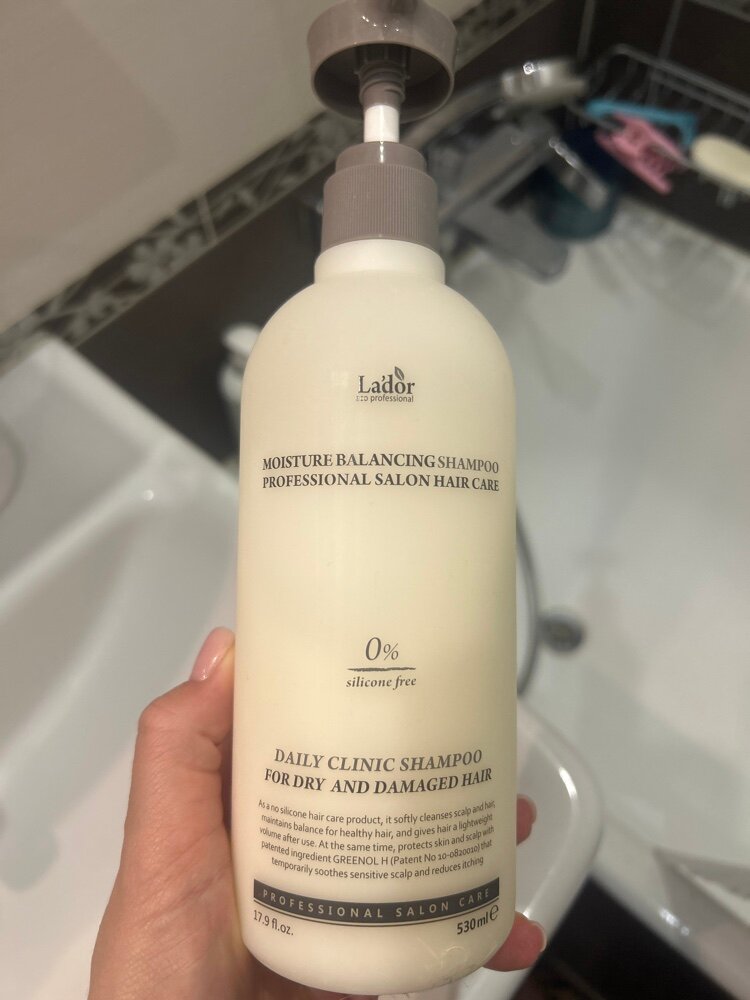 La'dor
ECO professional
MOISTURE BALANCING SHAMPOO
PROFESSIONAL SALON HAIR CARE
0%
silicone free
DAILY CLINIC SHAMPOO
FOR DRY AND DAMAGED HAIR
As a no silicone hair care product, it softly cleanses scalp and hair,
maintains balance for healthy hair, and gives hair a lightweight
volume after use. At the same time, protects skin and scalp with
patented ingredient GREENOL H (Patent No 10-0820010) that
temporarily soothes sensitive scalp and reduces itching
PROFESSIONAL SALON CARE
17.9 fl.oz.
530ml e